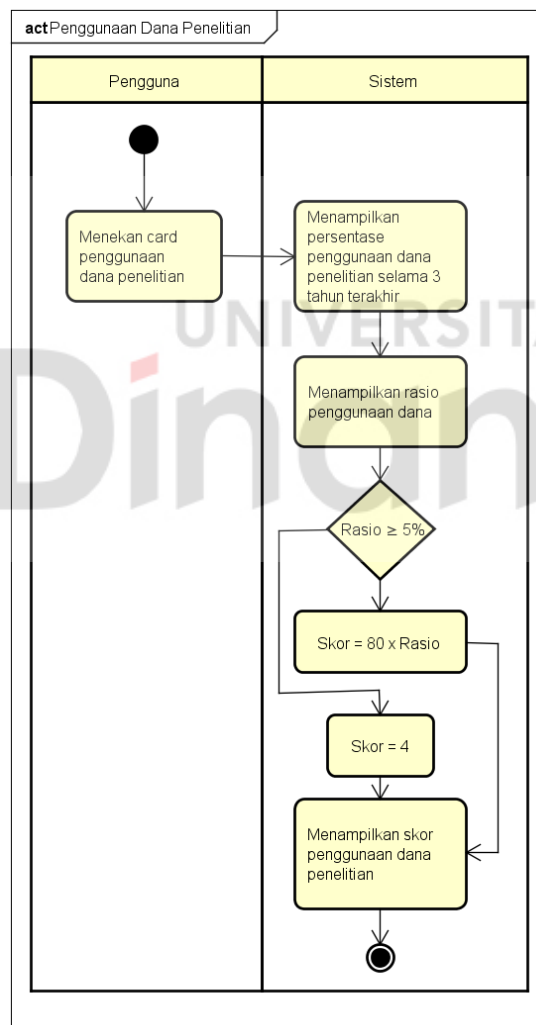 act Penggunaan Dana Penelitian
Pengguna
Sistem
Menekan card
penggunaan
dana penelitian
Menampilkan
persentase
penggunaan dana
penelitian selama 3
tahun terakhir
UNIVERSITA
Dinam
Menampilkan rasio
penggunaan dana
Rasio ≥ 5%
Skor = 80 x Rasio
Skor = 4
Menampilkan skor
penggunaan dana
penelitian